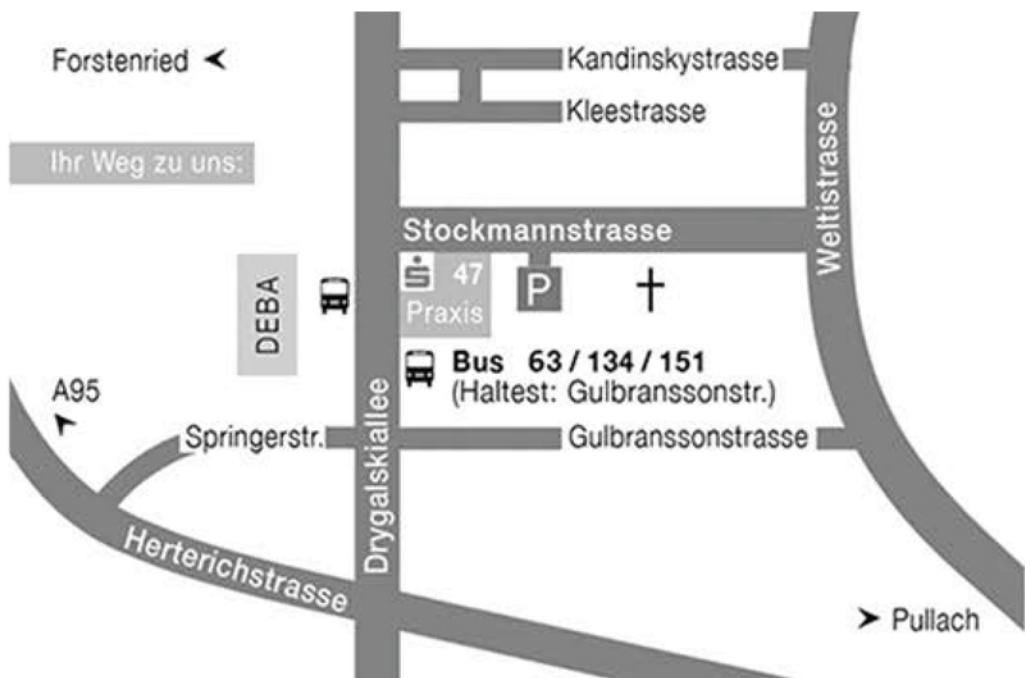 Forstenried
Kandinskystrasse
Kleestrasse
Ihr Weg zu uns:
Weltistrasse
Stockmannstrasse
DEBA
47
Praxis
P
Bus 63 / 134 / 151
(Haltest: Gulbranssonstr.)
A95
Springerstr.
Drygalskiallee
Gulbranssonstrasse
Herterichstrasse
Pullach